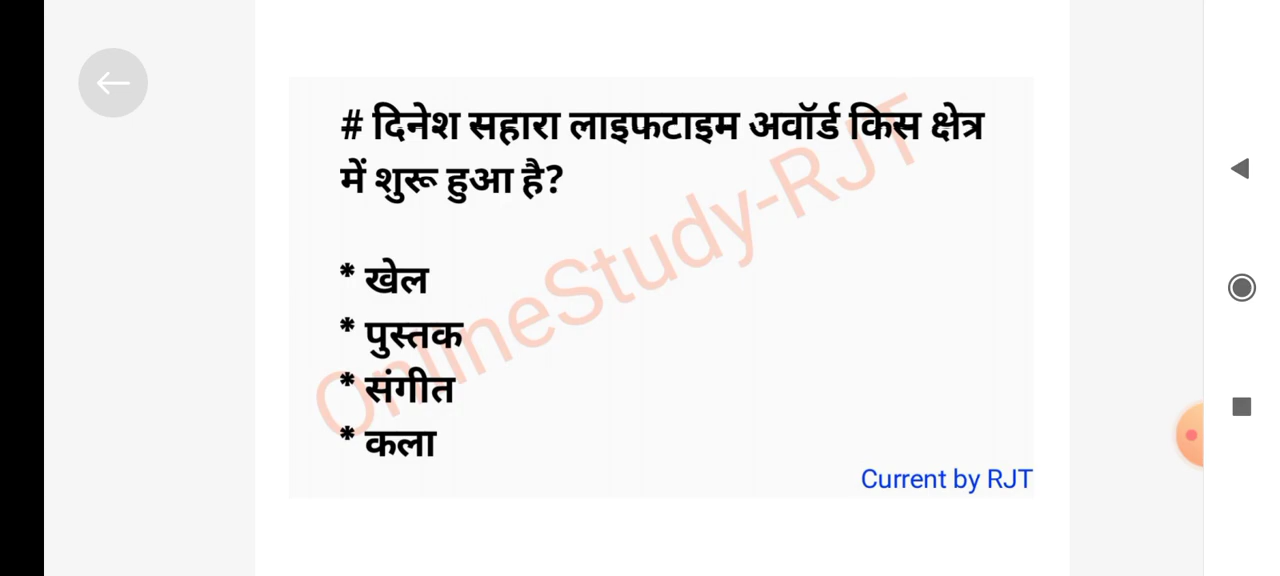 # दिनेश सहारा लाइफटाइम अवॉर्ड किस क्षेत्र
में शुरू हुआ है?
* खेल
* पुस्तक
* संगीत
* कला
OnlineStudy-RJT
Current by RJT